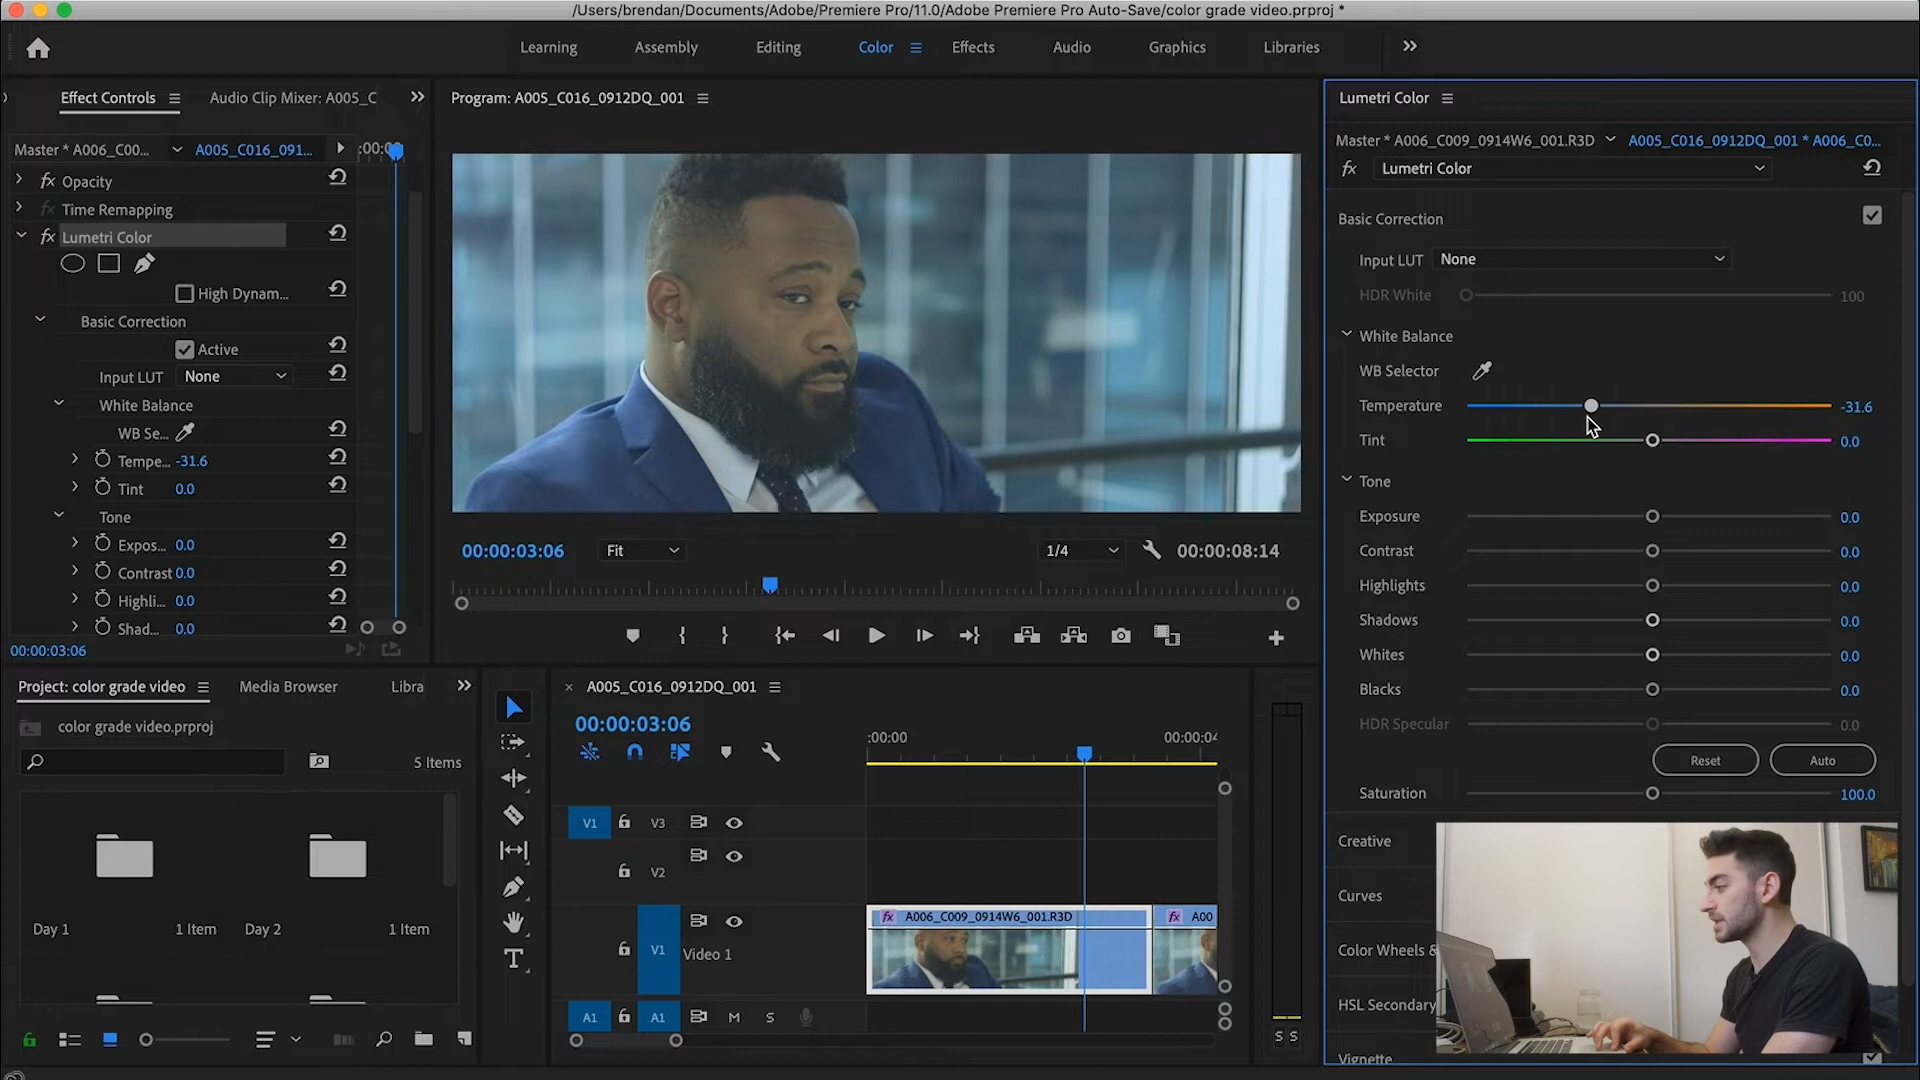 /Users/brendan/Documents/Adobe/Premiere Pro/11.0/Adobe Premiere Pro Auto-Save/color grade video.prproj *
Learning
Assembly
Editing
Color
Effects
Audio
Graphics
Libraries
Effect Controls
Audio Clip Mixer: A005_C
Master * A006_C00...
A005_C016_091...
:00:0
fx Opacity
fx Time Remapping
fx Lumetri Color
High Dynam...
Basic Correction
Active
Input LUT None
White Balance
WB Se...
Tempe... -31.6
Tint 0.0
Tone
Expos... 0.0
Contrast 0.0
Highli... 0.0
Shad... 0.0
00:00:03:06
Program: A005_C016_0912DQ_001
00:00:03:06
Fit
1/4
00:00:08:14
Lumetri Color
Master * A006_C009_0914W6_001.R3D
A005_C016_0912DQ_001 * A006_C0...
fx Lumetri Color
Basic Correction
Input LUT None
HDR White 100
White Balance
WB Selector
Temperature -31.6
Tint 0.0
Tone
Exposure 0.0
Contrast 0.0
Highlights 0.0
Shadows 0.0
Whites 0.0
Blacks 0.0
HDR Specular 0.0
Reset
Auto
Saturation 100.0
Creative
Curves
Color Wheels &
HSL Secondary
Vignette
Project: color grade video
Media Browser
Libra
color grade video.prproj
5 Items
Day 1 1 Item
Day 2 1 Item
A005_C016_0912DQ_001
00:00:03:06
:00:00
00:00:04
V1 V3
V2
fx A006_C009_0914W6_001.R3D
fx A00
V1 Video 1
A1 A1 M S
S S